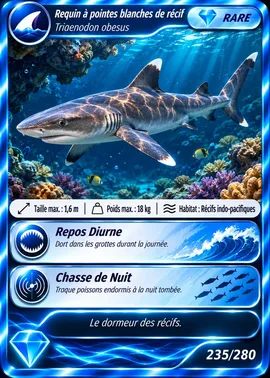 Requin à pointes blanches de récif
Triaenodon obesus
RARE
Taille max. : 1,6 m
Poids max. : 18 kg
Habitat : Récifs indo-pacifiques
Repos Diurne
Dort dans les grottes durant la journée.
Chasse de Nuit
Traque poissons endormis à la nuit tombée.
Le dormeur des récifs.
235/280